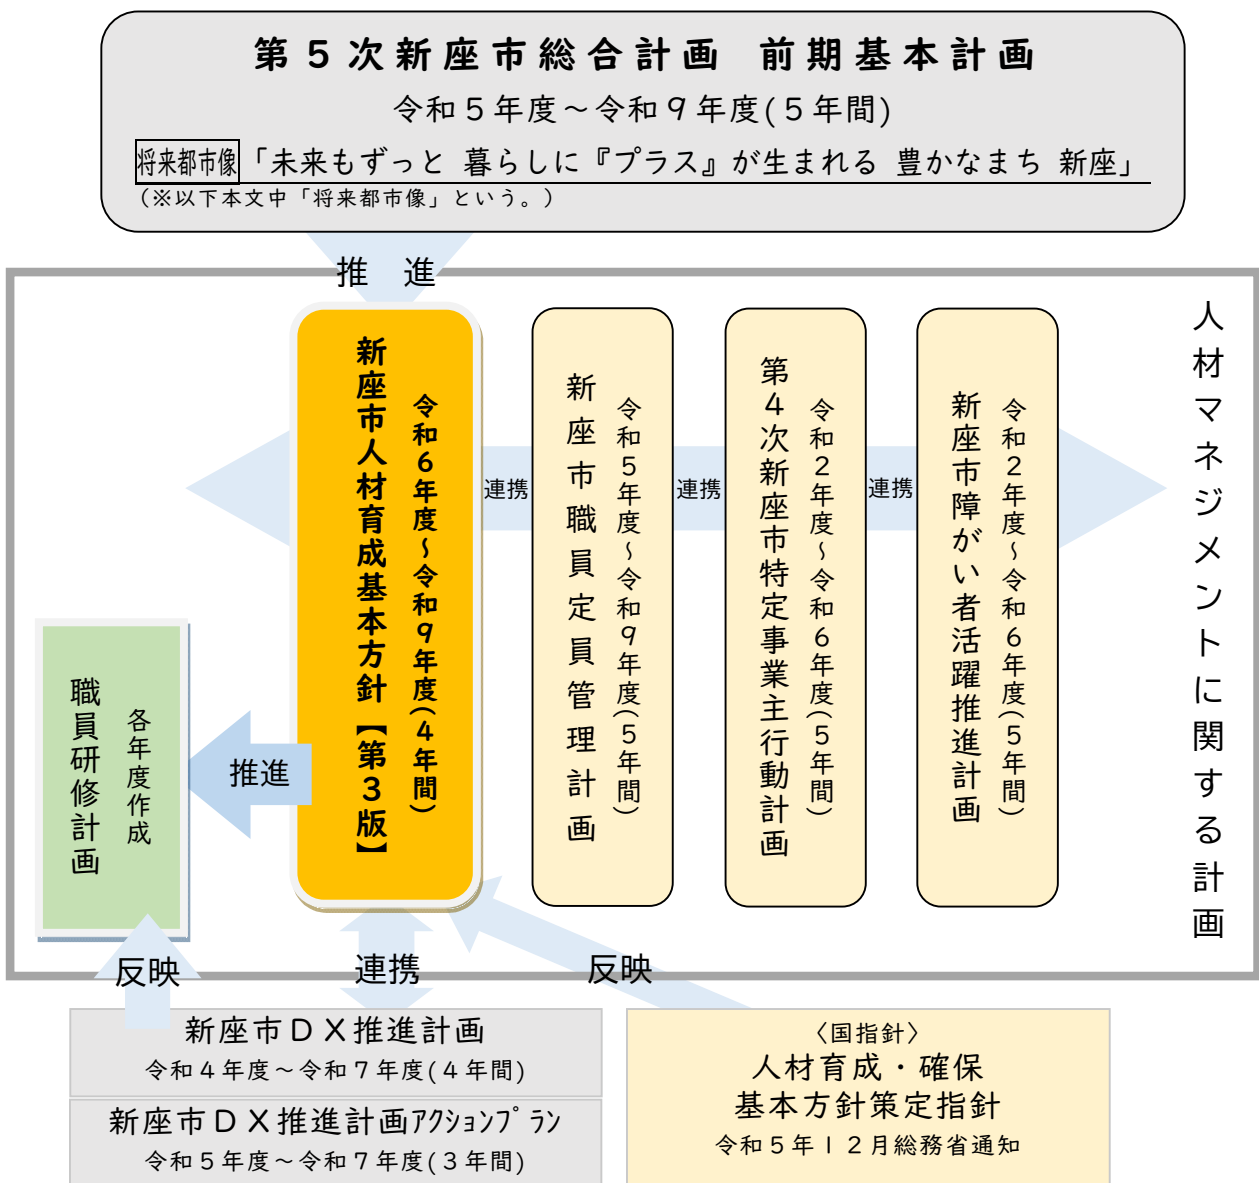 第５次新座市総合計画　前期基本計画
令和５年度～令和９年度(５年間)
将来都市像「未来もずっと 暮らしに『プラス』が生まれる 豊かなまち 新座」
（※以下本文中「将来都市像」という。）
推　進
人材マネジメントに関する計画
新座市障がい者活躍推進計画
令和２年度～令和６年度(５年間)
連携
第４次新座市特定事業主行動計画
令和２年度～令和６年度(５年間)
連携
新座市職員定員管理計画
令和５年度～令和９年度(５年間)
連携
新座市人材育成基本方針【第３版】
令和６年度～令和９年度(４年間)
推進
職員研修計画
各年度作成
反映
連携
反映
新座市ＤＸ推進計画
令和４年度～令和７年度(４年間)
新座市ＤＸ推進計画ｱｸｼｮﾝﾌﾟﾗﾝ
令和５年度～令和７年度(３年間)
〈国指針〉
人材育成・確保
基本方針策定指針
令和５年１２月総務省通知